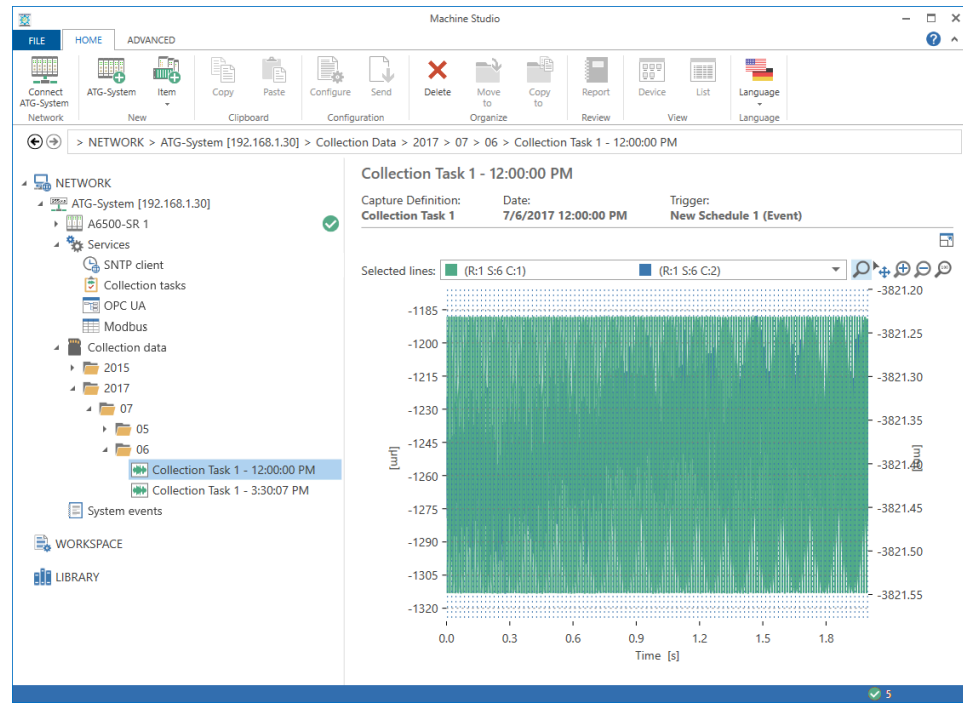 Machine Studio
FILE HOME ADVANCED
Connect ATG-System
ATG-System
Item
Copy
Paste
Configure
Send
Delete
Move to
Copy to
Report
Device
List
Language
Network New Clipboard Configuration Organize Review View Language
> NETWORK > ATG-System [192.168.1.30] > Collection Data > 2017 > 07 > 06 > Collection Task 1 - 12:00:00 PM
NETWORK
ATG-System [192.168.1.30]
A6500-SR 1
Services
SNTP client
Collection tasks
OPC UA
Modbus
Collection data
2015
2017
07
05
06
Collection Task 1 - 12:00:00 PM
Collection Task 1 - 3:30:07 PM
System events
WORKSPACE
LIBRARY
Collection Task 1 - 12:00:00 PM
Capture Definition: Date: Trigger:
Collection Task 1 7/6/2017 12:00:00 PM New Schedule 1 (Event)
Selected lines: (R:1 S:6 C:1) (R:1 S:6 C:2)
-1185
-1200
-1215
-1230
-1245
-1260
-1275
-1290
-1305
-1320
[µm]
-3821.20
-3821.25
-3821.30
-3821.35
-3821.40
-3821.45
-3821.50
-3821.55
0.0 0.3 0.6 0.9 1.2 1.5 1.8
Time [s]
5